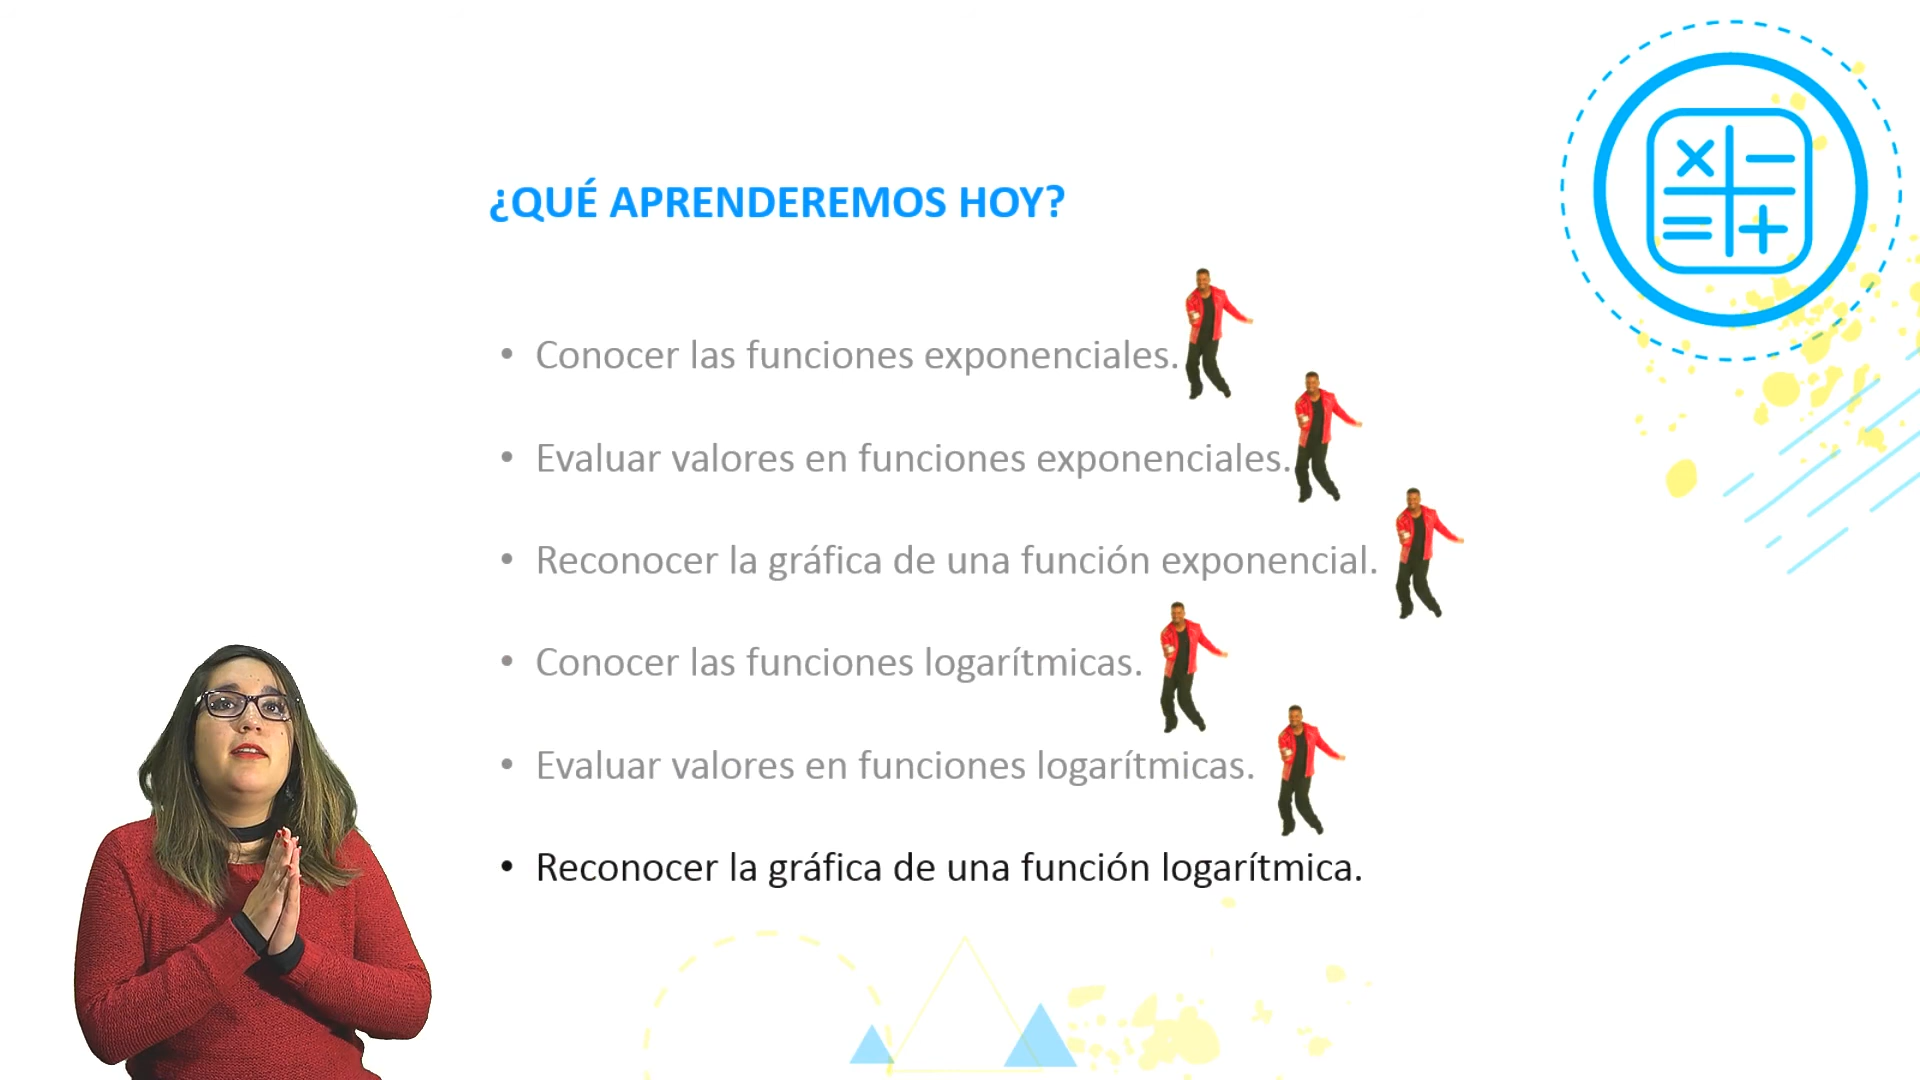 ¿QUÉ APRENDEREMOS HOY?
• Conocer las funciones exponenciales.
• Evaluar valores en funciones exponenciales.
• Reconocer la gráfica de una función exponencial.
• Conocer las funciones logarítmicas.
• Evaluar valores en funciones logarítmicas.
• Reconocer la gráfica de una función logarítmica.